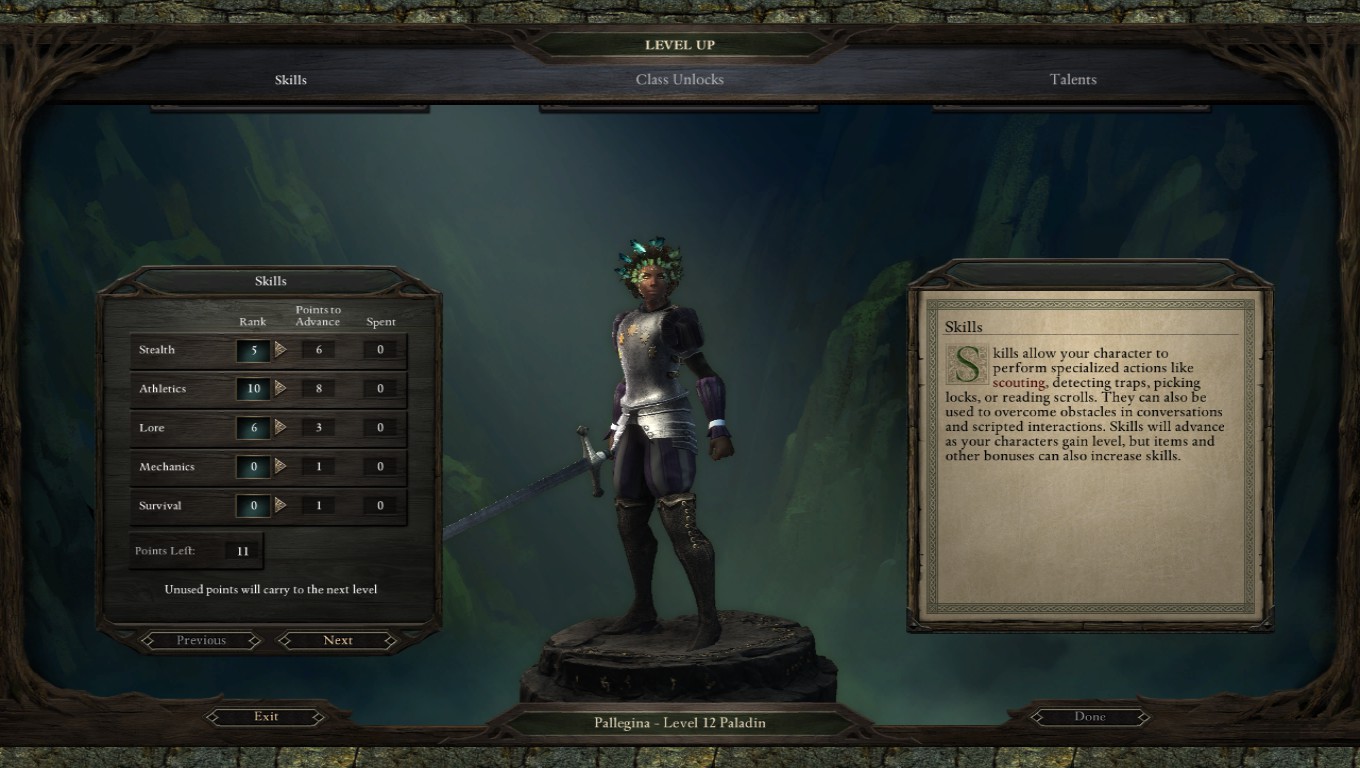 LEVEL UP
Skills
Class Unlocks
Talents
Skills
Rank
Points to
Advance
Spent
Stealth 5 6 0
Athletics 10 8 0
Lore 6 3 0
Mechanics 0 1 0
Survival 0 1 0
Points Left: 11
Unused points will carry to the next level
Previous
Next
Skills
Skills allow your character to
perform specialized actions like
scouting, detecting traps, picking
locks, or reading scrolls. They can also be
used to overcome obstacles in conversations
and scripted interactions. Skills will advance
as your characters gain level, but items and
other bonuses can also increase skills.
Exit
Pallegina - Level 12 Paladin
Done